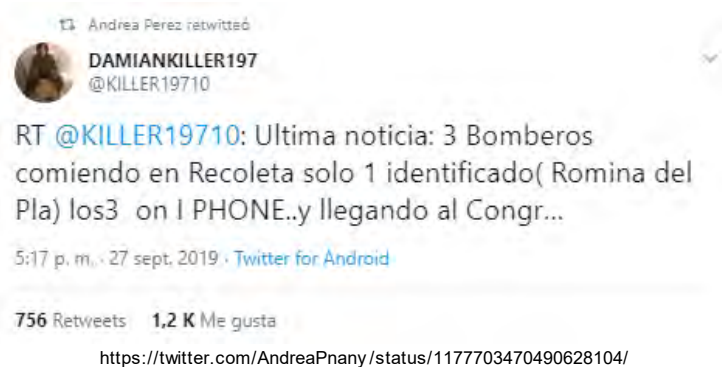 Andrea Perez retwitteó
DAMIANKILLER197
@KILLER19710
RT @KILLER19710: Ultima noticia: 3 Bomberos
comiendo en Recoleta solo 1 identificado( Romina del
Pla) los3 on I PHONE..y llegando al Congr...
5:17 p. m. · 27 sept. 2019 · Twitter for Android
756 Retweets 1,2 K Me gusta
https://twitter.com/AndreaPnany/status/1177703470490628104/